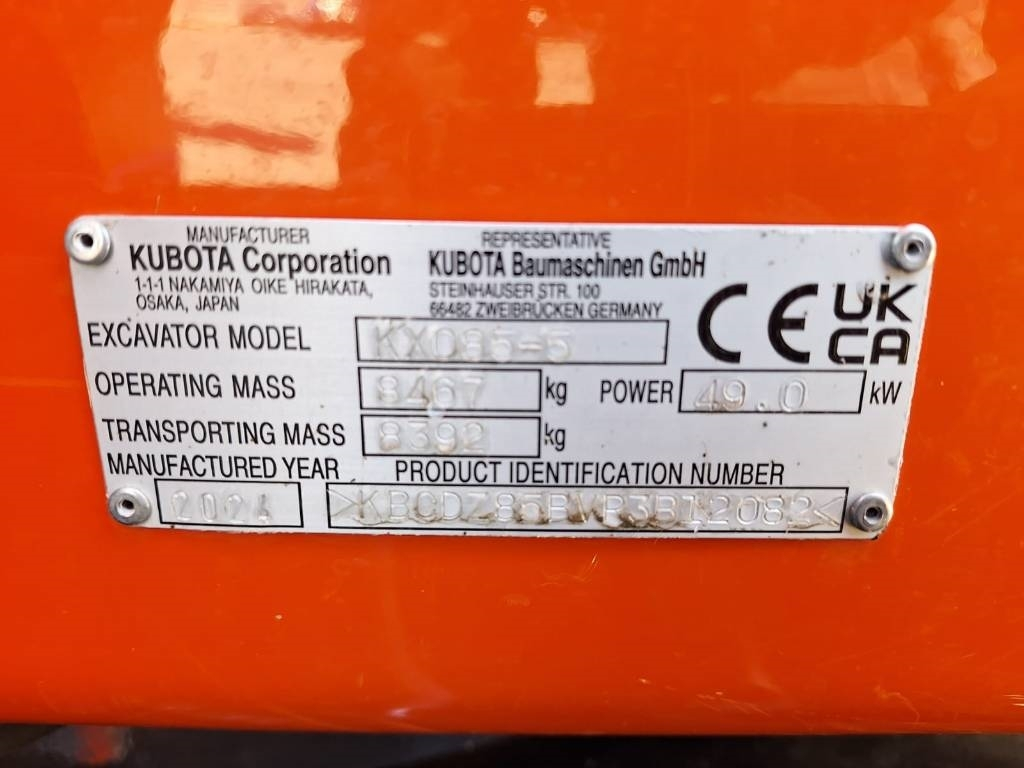 MANUFACTURER
KUBOTA Corporation
1-1-1 NAKAMIYA OIKE HIRAKATA,
OSAKA, JAPAN
REPRESENTATIVE
KUBOTA Baumaschinen GmbH
STEINHAUSER STR. 100
66482 ZWEIBRÜCKEN GERMANY
CE UK
CA
EXCAVATOR MODEL KX085-5
OPERATING MASS 8467 kg POWER 49.0 kW
TRANSPORTING MASS 8392 kg
MANUFACTURED YEAR PRODUCT IDENTIFICATION NUMBER